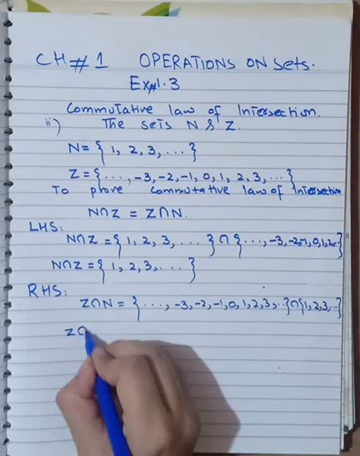 CH#1 OPERATIONS ON Sets.
Ex#1.3
Commutative law of Intersection.
ii) The sets N & Z.
N = { 1, 2, 3, ... }
Z = { ..., -3, -2, -1, 0, 1, 2, 3, ... }
To prove commutative law of Intersection
N∩Z = Z∩N.
LHS:
N∩Z = { 1, 2, 3, ... } ∩ { ..., -3, -2, -1, 0, 1, 2,
N∩Z = { 1, 2, 3, ... }
RHS:
Z∩N = { ..., -3, -2, -1, 0, 1, 2, 3, ... } ∩ { 1, 2, 3, ... }
Z∩